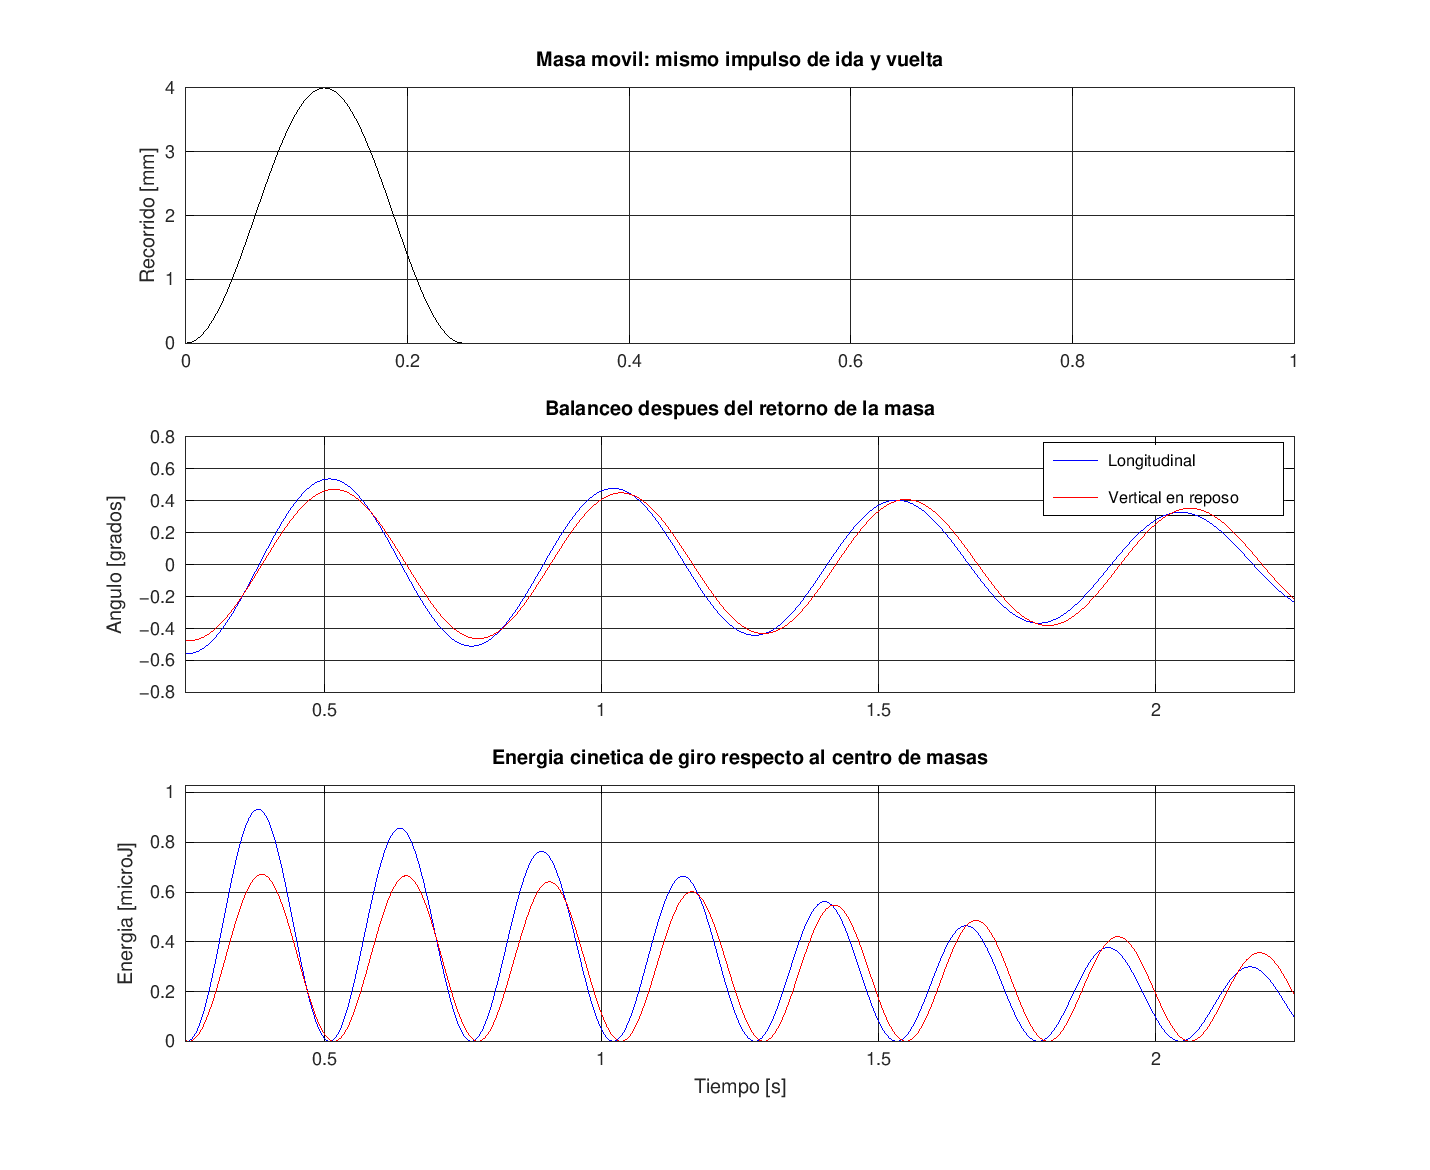 Masa movil: mismo impulso de ida y vuelta
Recorrido [mm]
4
3
2
1
0
0 0.2 0.4 0.6 0.8 1
Balanceo despues del retorno de la masa
Angulo [grados]
0.8
0.6
0.4
0.2
0
−0.2
−0.4
−0.6
−0.8
Longitudinal
Vertical en reposo
0.5 1 1.5 2
Energia cinetica de giro respecto al centro de masas
Energia [microJ]
1
0.8
0.6
0.4
0.2
0
0.5 1 1.5 2
Tiempo [s]